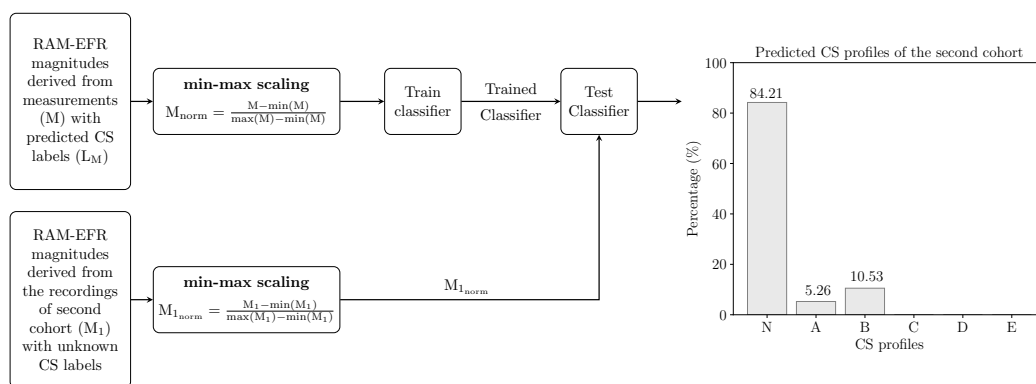 RAM-EFR
magnitudes
derived from
measurements
(M) with
predicted CS
labels (L_M)
min-max scaling
M_norm = (M−min(M))/(max(M)−min(M))
Train
classifier
Trained
Classifier
Test
Classifier
RAM-EFR
magnitudes
derived from
the recordings
of second
cohort (M_1)
with unknown
CS labels
min-max scaling
M_1norm = (M_1−min(M_1))/(max(M_1)−min(M_1))
M_1norm
Predicted CS profiles of the second cohort
Percentage (%)
100
80
60
40
20
0
84.21
5.26
10.53
N A B C D E
CS profiles